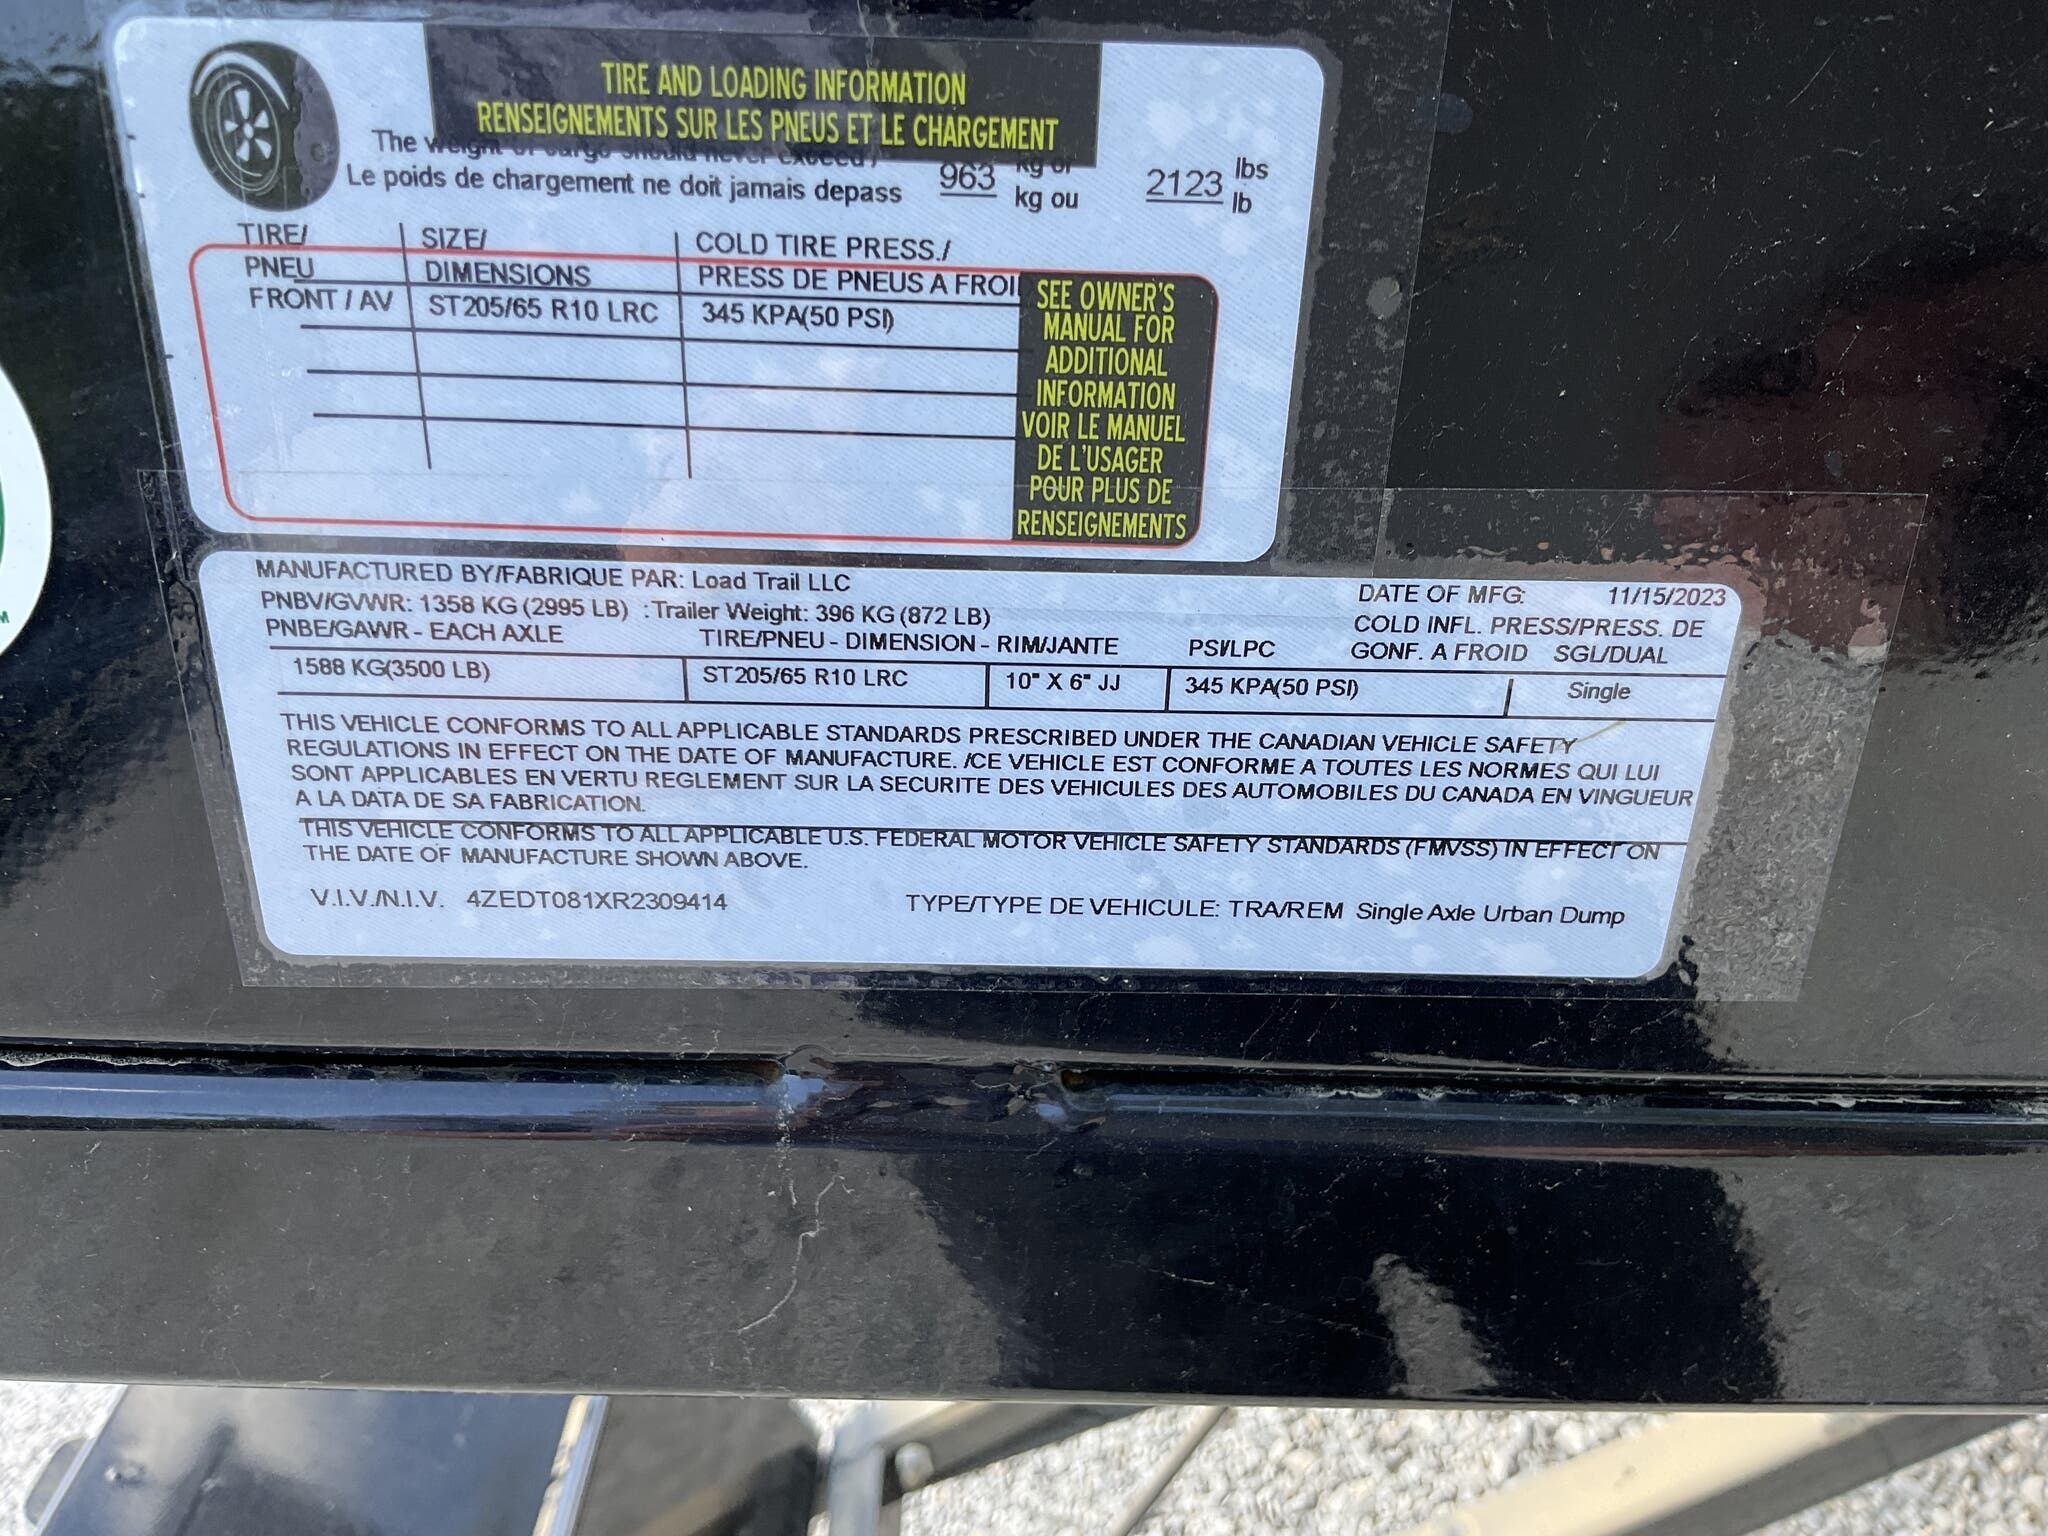 TIRE AND LOADING INFORMATION
RENSEIGNEMENTS SUR LES PNEUS ET LE CHARGEMENT
The weight of cargo should never exceed / kg or lbs
Le poids de chargement ne doit jamais depass 963 kg ou 2123 lb
TIRE/ SIZE/ COLD TIRE PRESS./
PNEU DIMENSIONS PRESS DE PNEUS A FROI
FRONT / AV ST205/65 R10 LRC 345 KPA(50 PSI)
SEE OWNER'S
MANUAL FOR
ADDITIONAL
INFORMATION
VOIR LE MANUEL
DE L'USAGER
POUR PLUS DE
RENSEIGNEMENTS
MANUFACTURED BY/FABRIQUE PAR: Load Trail LLC DATE OF MFG: 11/15/2023
PNBV/GVWR: 1358 KG (2995 LB) : Trailer Weight: 396 KG (872 LB) COLD INFL. PRESS/PRESS. DE
PNBE/GAWR - EACH AXLE TIRE/PNEU - DIMENSION - RIM/JANTE PSI/LPC GONF. A FROID SGL/DUAL
1588 KG(3500 LB) ST205/65 R10 LRC 10" X 6" JJ 345 KPA(50 PSI) Single
THIS VEHICLE CONFORMS TO ALL APPLICABLE STANDARDS PRESCRIBED UNDER THE CANADIAN VEHICLE SAFETY
REGULATIONS IN EFFECT ON THE DATE OF MANUFACTURE. /CE VEHICLE EST CONFORME A TOUTES LES NORMES QUI LUI
SONT APPLICABLES EN VERTU REGLEMENT SUR LA SECURITE DES VEHICULES DES AUTOMOBILES DU CANADA EN VINGUEUR
A LA DATA DE SA FABRICATION.
THIS VEHICLE CONFORMS TO ALL APPLICABLE U.S. FEDERAL MOTOR VEHICLE SAFETY STANDARDS (FMVSS) IN EFFECT ON
THE DATE OF MANUFACTURE SHOWN ABOVE.
V.I.V./N.I.V. 4ZEDT081XR2309414 TYPE/TYPE DE VEHICULE: TRA/REM Single Axle Urban Dump